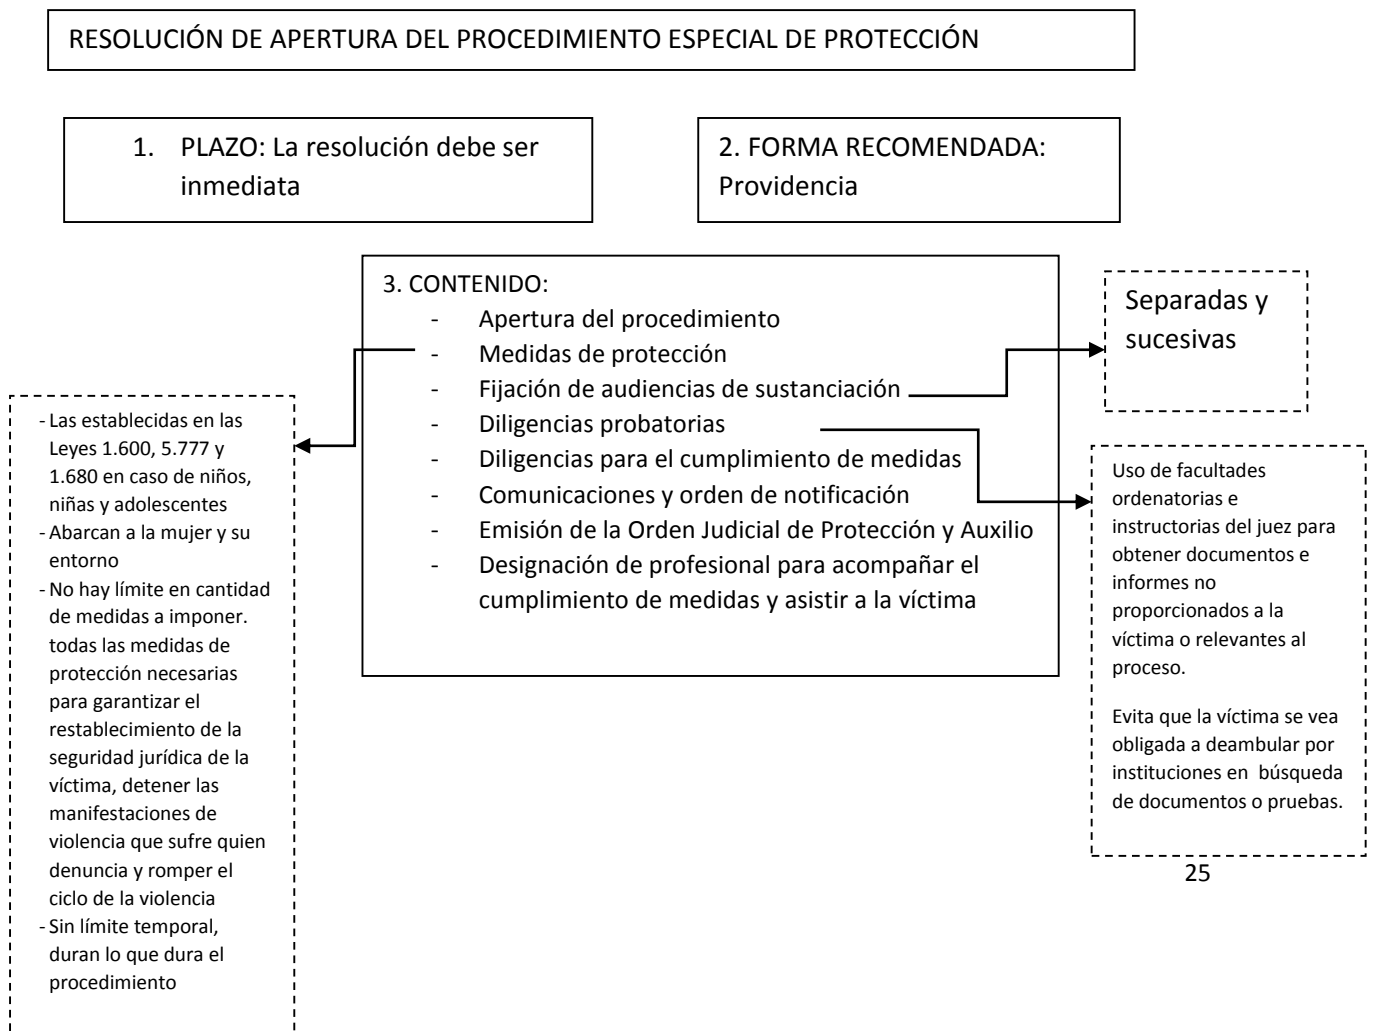 RESOLUCIÓN DE APERTURA DEL PROCEDIMIENTO ESPECIAL DE PROTECCIÓN
1. PLAZO: La resolución debe ser
inmediata
2. FORMA RECOMENDADA:
Providencia
3. CONTENIDO:
- Apertura del procedimiento
- Medidas de protección
- Fijación de audiencias de sustanciación
- Diligencias probatorias
- Diligencias para el cumplimiento de medidas
- Comunicaciones y orden de notificación
- Emisión de la Orden Judicial de Protección y Auxilio
- Designación de profesional para acompañar el
cumplimiento de medidas y asistir a la víctima
Separadas y
sucesivas
- Las establecidas en las
Leyes 1.600, 5.777 y
1.680 en caso de niños,
niñas y adolescentes
- Abarcan a la mujer y su
entorno
- No hay límite en cantidad
de medidas a imponer.
todas las medidas de
protección necesarias
para garantizar el
restablecimiento de la
seguridad jurídica de la
víctima, detener las
manifestaciones de
violencia que sufre quien
denuncia y romper el
ciclo de la violencia
- Sin límite temporal,
duran lo que dura el
procedimiento
Uso de facultades
ordenatorias e
instructorias del juez para
obtener documentos e
informes no
proporcionados a la
víctima o relevantes al
proceso.
Evita que la víctima se vea
obligada a deambular por
instituciones en búsqueda
de documentos o pruebas.
25